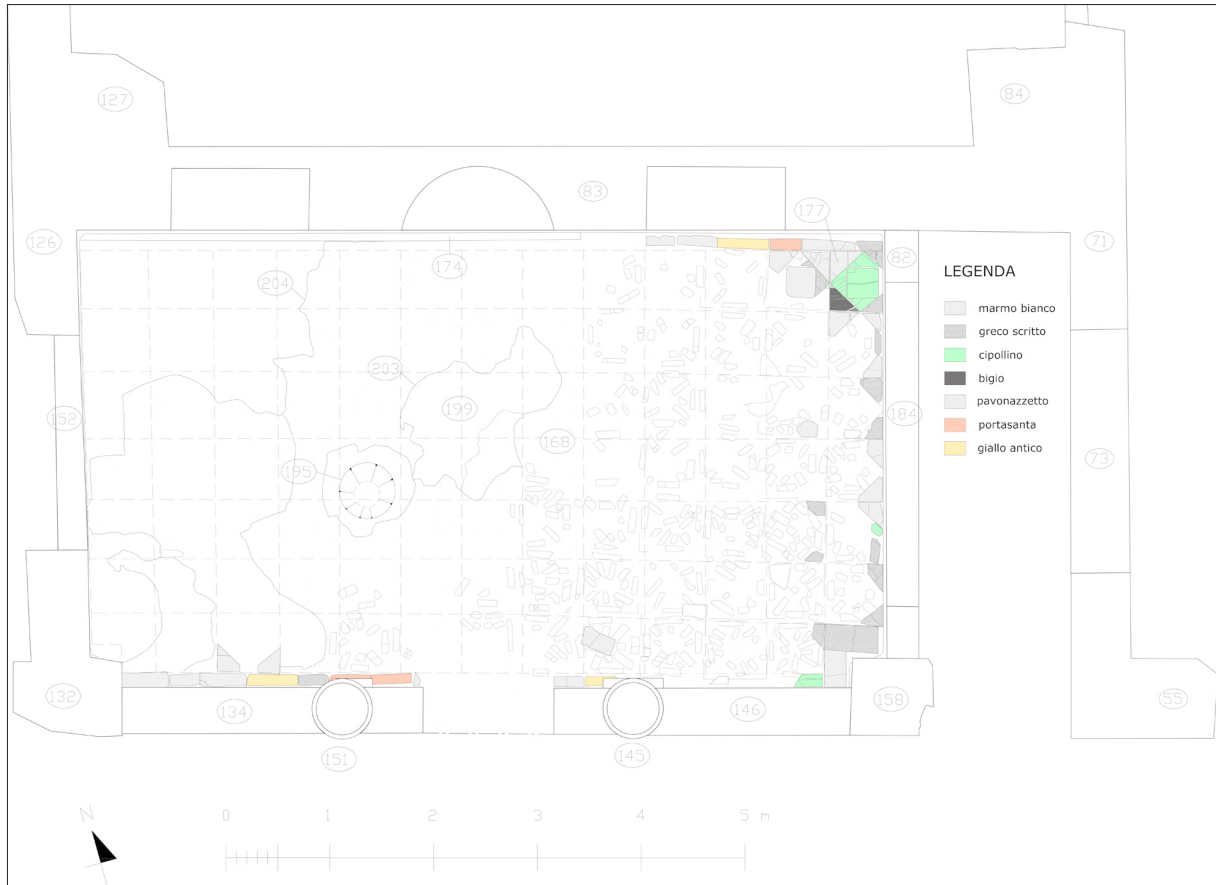 127
84
83
177
126
71
82
174
204
LEGENDA
marmo bianco
greco scritto
cipollino
bigio
pavonazzetto
portasanta
giallo antico
203
199
152
184
168
73
195
132
134
146
158
55
151
145
N
0 1 2 3 4 5 m